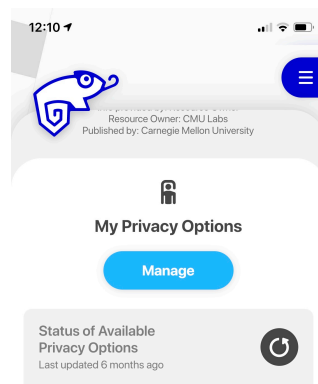 12:10
Resource Owner: CMU Labs
Published by: Carnegie Mellon University
My Privacy Options
Manage
Status of Available
Privacy Options
Last updated 6 months ago